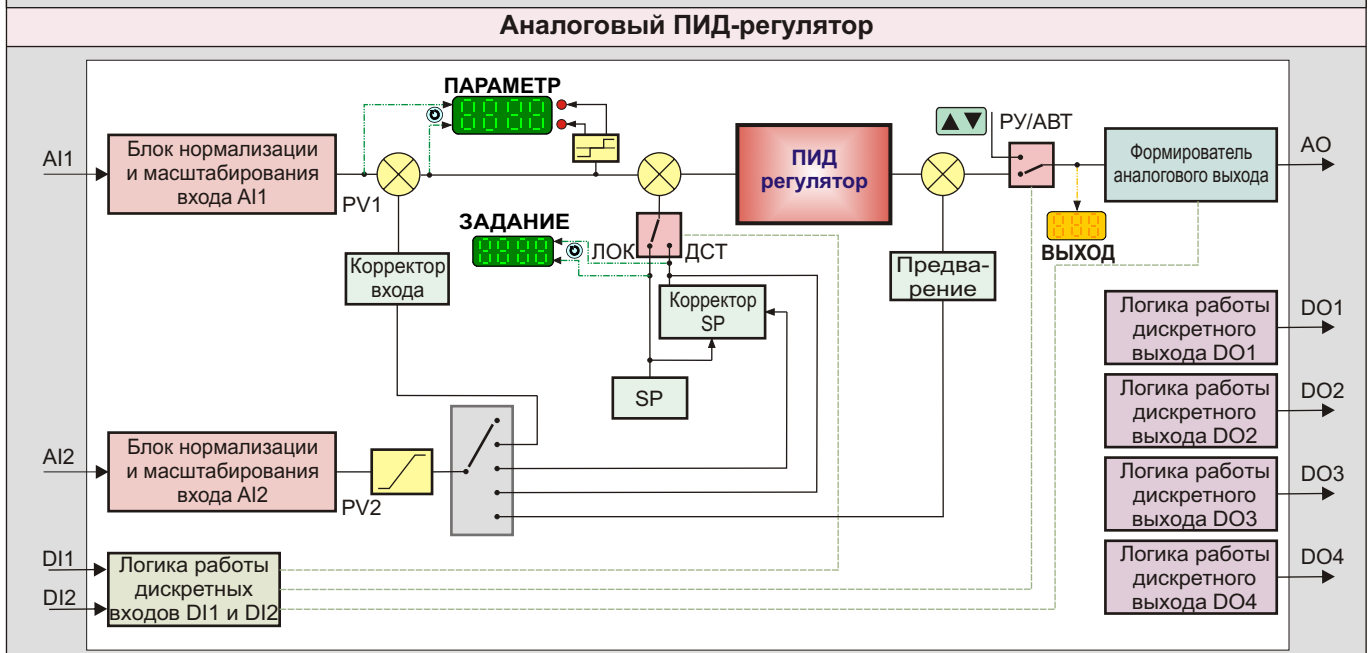 Аналоговый ПИД-регулятор
ПАРАМЕТР
РУ/АВТ
AI1
Блок нормализации
и масштабирования
входа AI1
PV1
ПИД
регулятор
Формирователь
аналогового выхода
AO
ЗАДАНИЕ
ЛОК
ДСТ
ВЫХОД
Корректор
входа
Корректор
SP
Предва-
рение
SP
Логика работы
дискретного
выхода DO1
DO1
Логика работы
дискретного
выхода DO2
DO2
AI2
Блок нормализации
и масштабирования
входа AI2
PV2
Логика работы
дискретного
выхода DO3
DO3
DI1
DI2
Логика работы
дискретных
входов DI1 и DI2
Логика работы
дискретного
выхода DO4
DO4